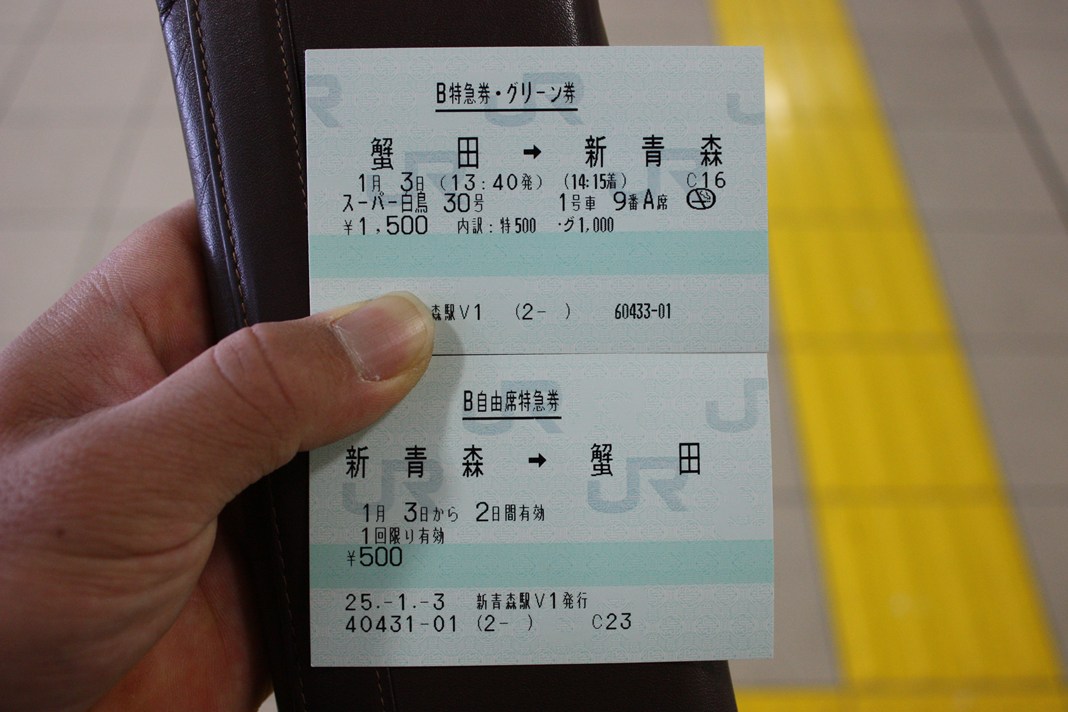 B特急券・グリーン券
蟹田 → 新青森
1月 3日 (13:40発) (14:15着) C16
スーパー白鳥 30号 1号車 9番A席
¥1,500 内訳:特500 ・グ1,000
森駅V1 (2- ) 60433-01
B自由席特急券
新青森 → 蟹田
1月 3日から 2日間有効
1回限り有効
¥500
25.-1.-3 新青森駅V1発行
40431-01 (2- ) C23